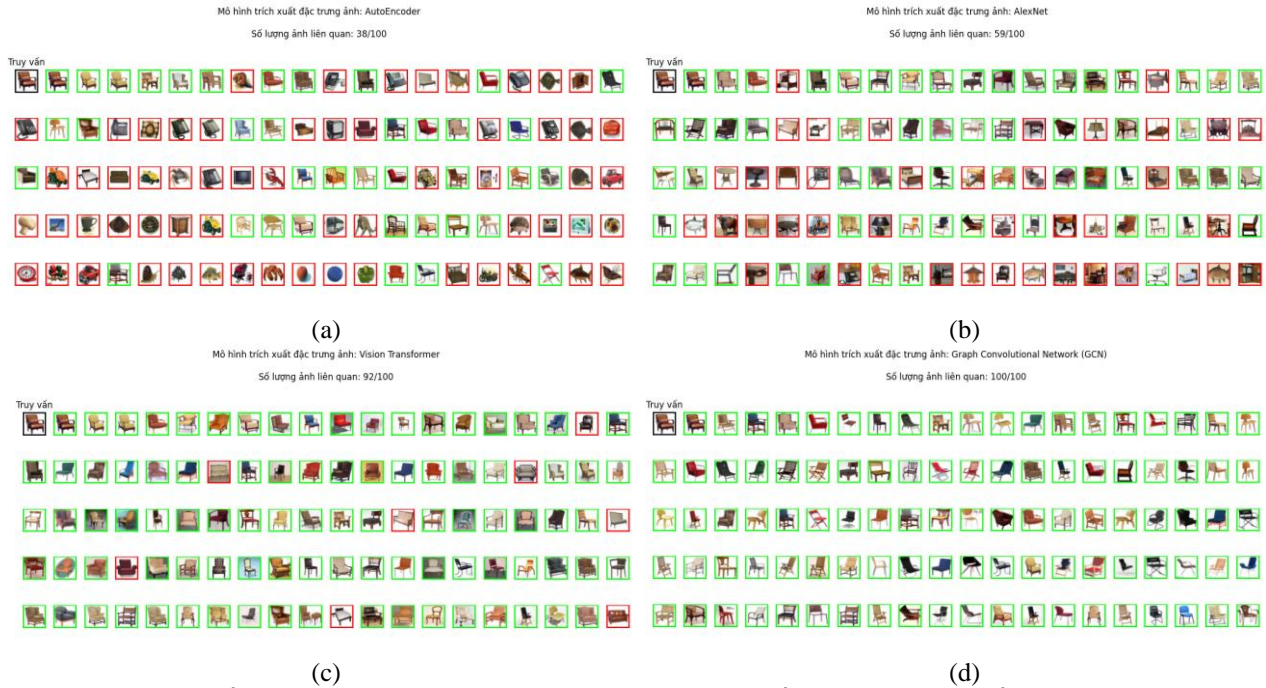 Mô hình trích xuất đặc trưng ảnh: AutoEncoder
Số lượng ảnh liên quan: 38/100
Truy vấn
(a)
Mô hình trích xuất đặc trưng ảnh: AlexNet
Số lượng ảnh liên quan: 59/100
Truy vấn
(b)
Mô hình trích xuất đặc trưng ảnh: Vision Transformer
Số lượng ảnh liên quan: 92/100
Truy vấn
(c)
Mô hình trích xuất đặc trưng ảnh: Graph Convolutional Network (GCN)
Số lượng ảnh liên quan: 100/100
Truy vấn
(d)